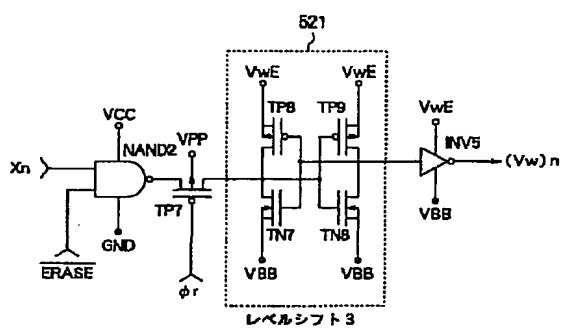 521
VwE VwE
TP8 TP9
VwE
VCC
NAND2 VPP INV5
Xn
(Vw)n
TP7
TN7 TN8
GND VBB
ERASE
VBB VBB
φr
レベルシフト3